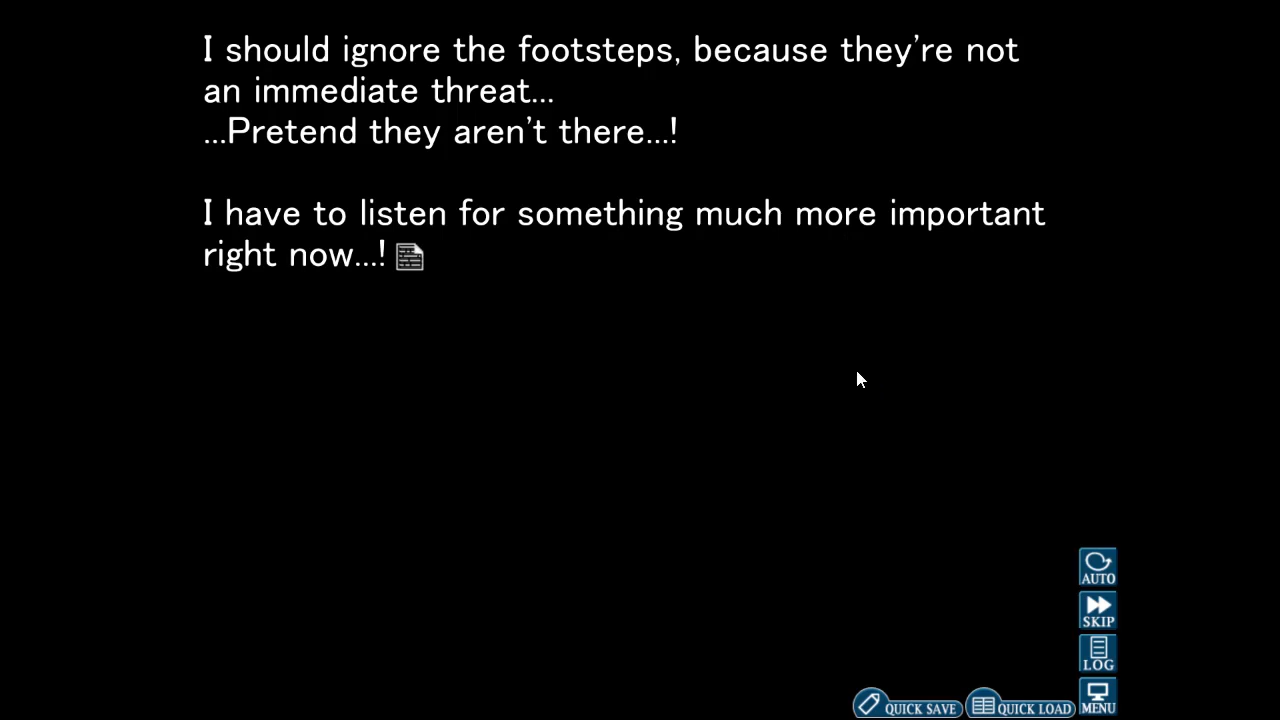 I should ignore the footsteps, because they're not
an immediate threat...
...Pretend they aren't there...!
I have to listen for something much more important
right now...!
AUTO
SKIP
LOG
MENU
QUICK SAVE
QUICK LOAD